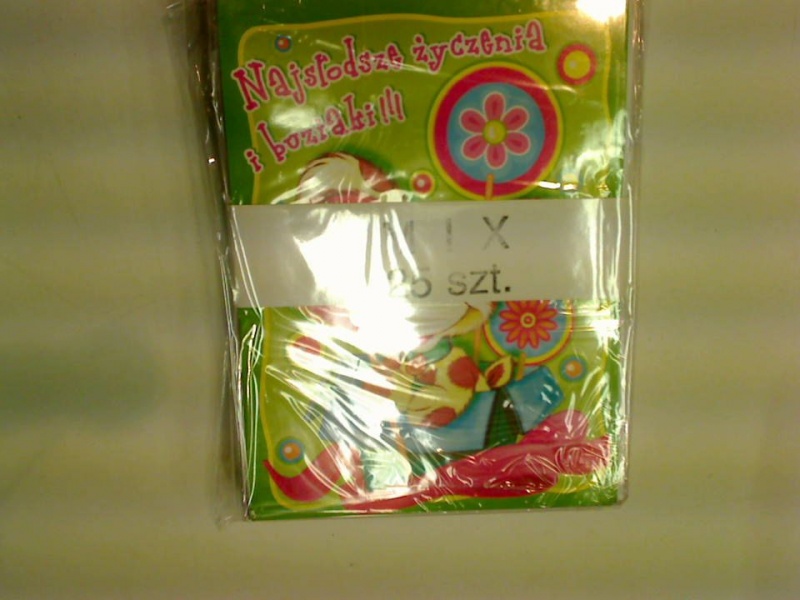 Najsłodsze życzenia
i buziaki!!!
MIX
25 szt.